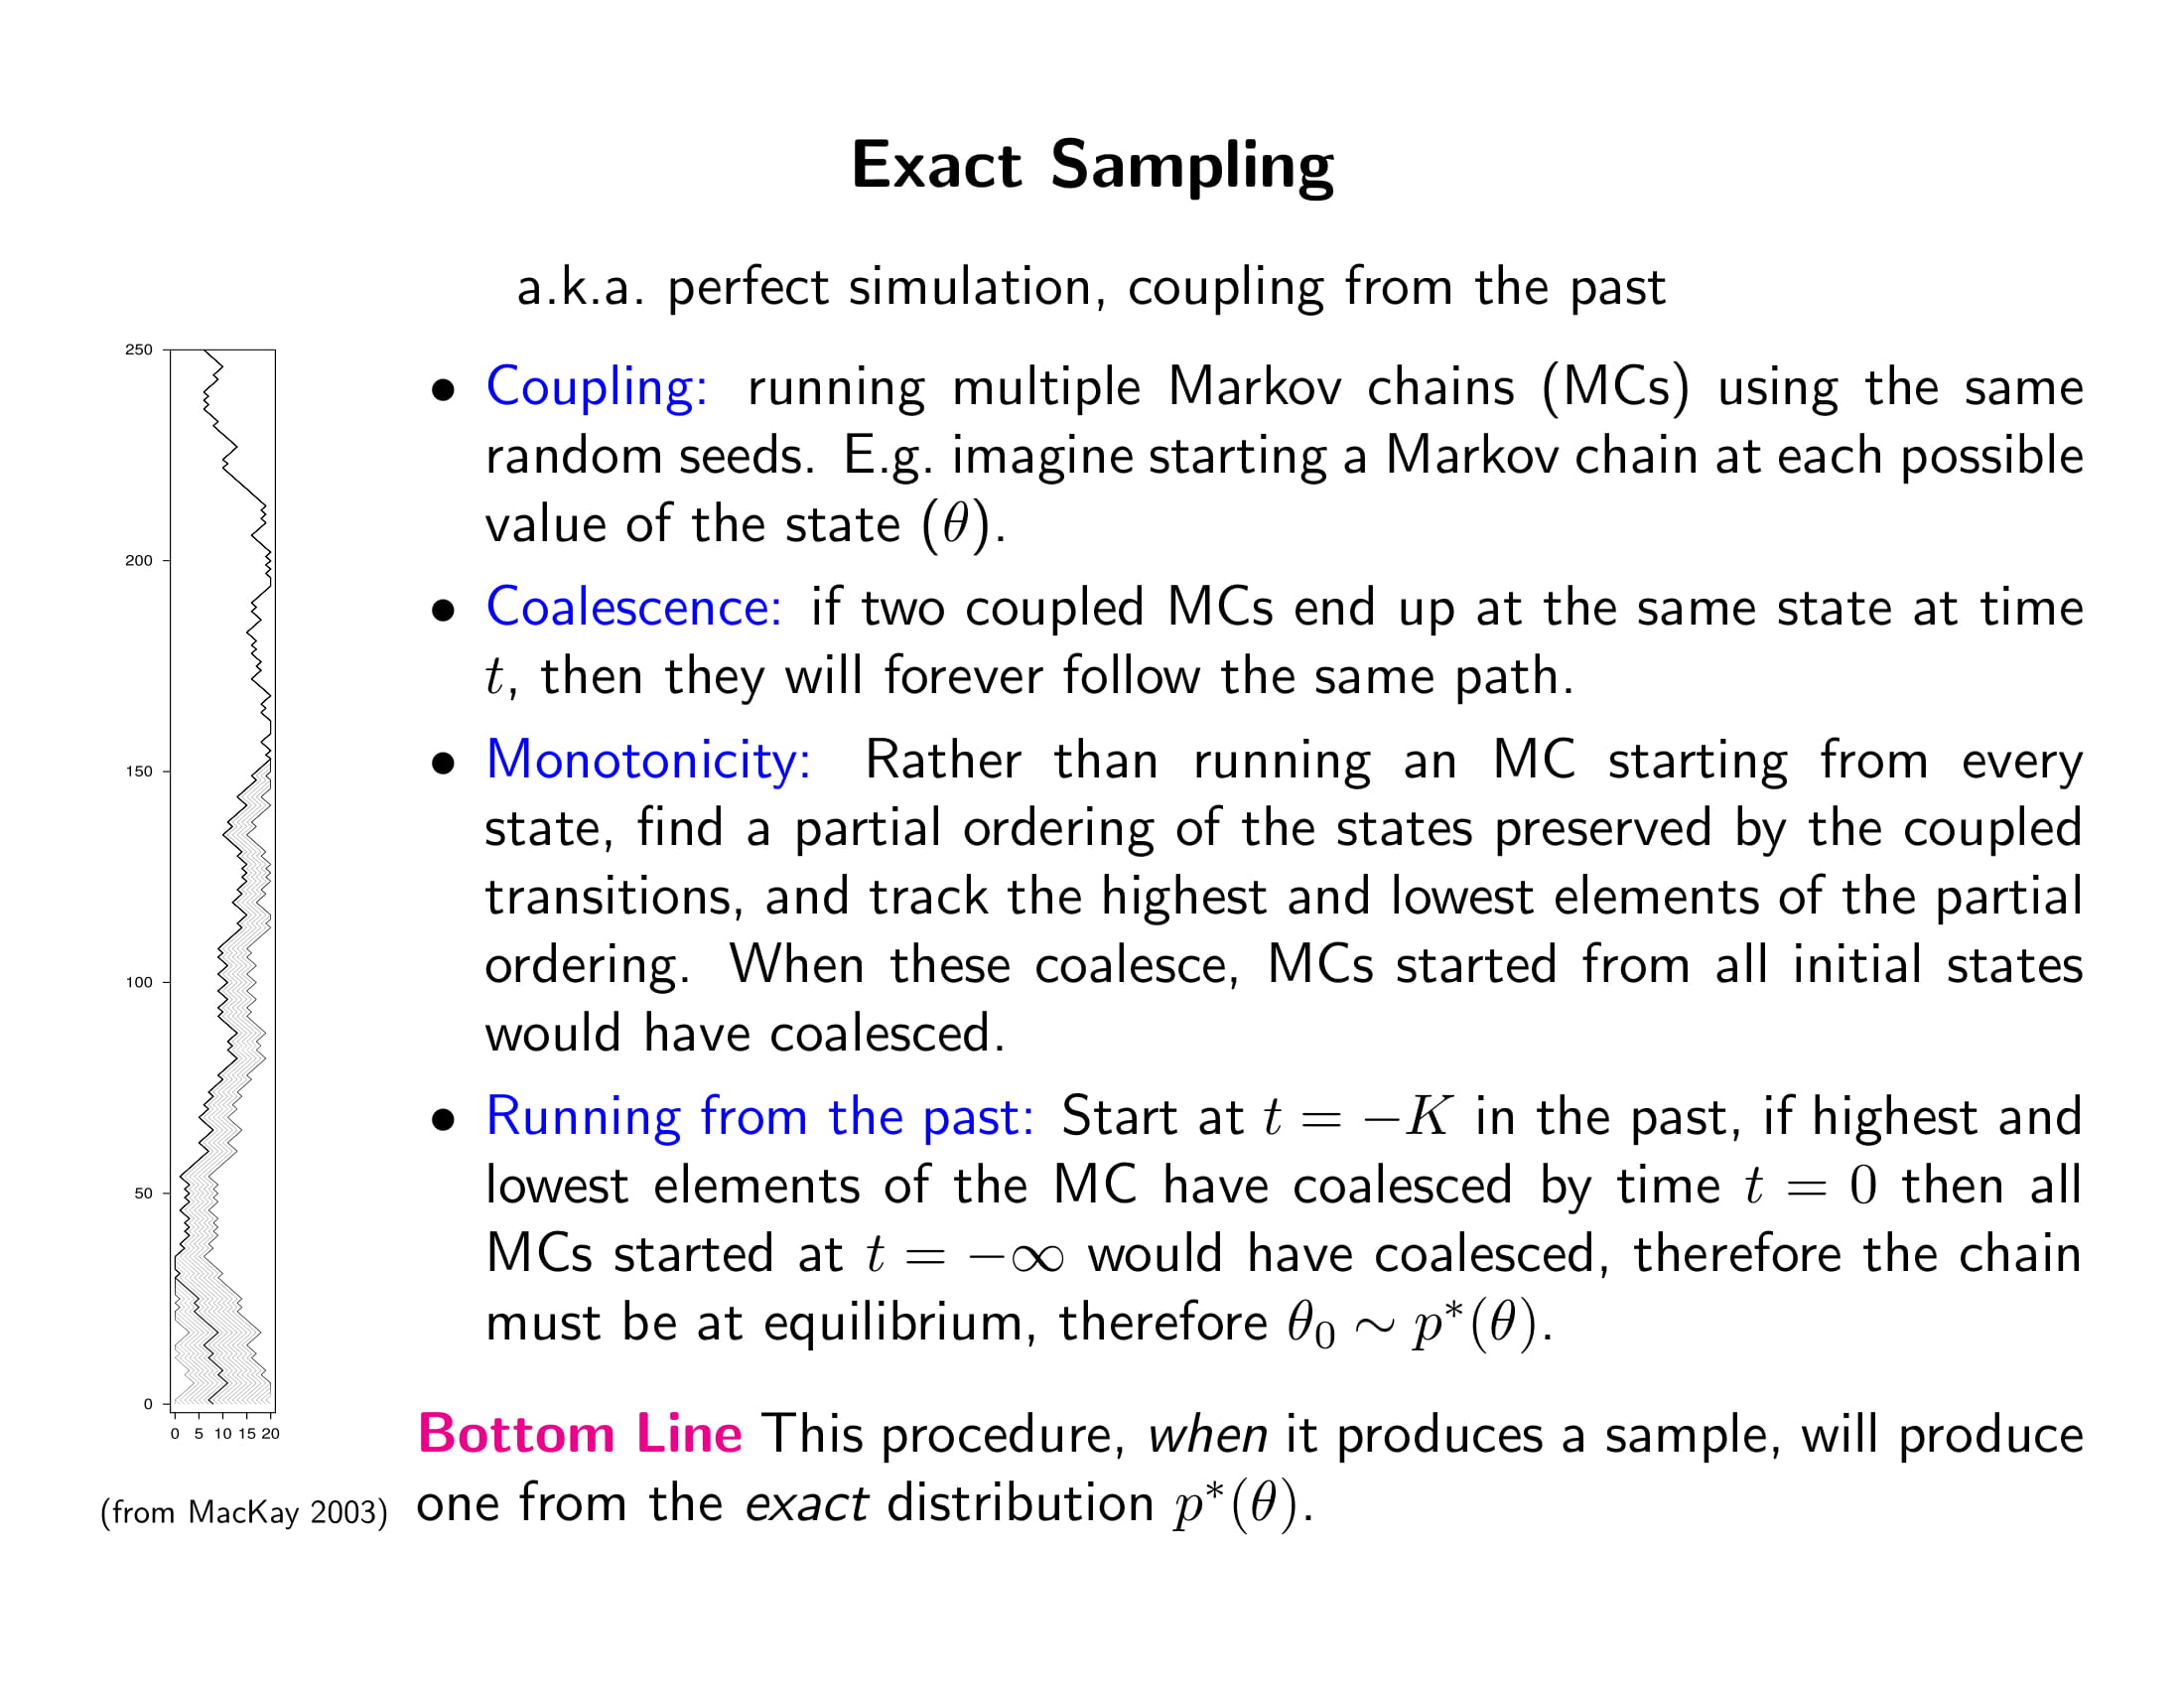 Exact Sampling
a.k.a. perfect simulation, coupling from the past
250
200
150
100
50
0
0 5 10 15 20
(from MacKay 2003)
• Coupling: running multiple Markov chains (MCs) using the same
random seeds. E.g. imagine starting a Markov chain at each possible
value of the state (θ).
• Coalescence: if two coupled MCs end up at the same state at time
t, then they will forever follow the same path.
• Monotonicity: Rather than running an MC starting from every
state, find a partial ordering of the states preserved by the coupled
transitions, and track the highest and lowest elements of the partial
ordering. When these coalesce, MCs started from all initial states
would have coalesced.
• Running from the past: Start at t = −K in the past, if highest and
lowest elements of the MC have coalesced by time t = 0 then all
MCs started at t = −∞ would have coalesced, therefore the chain
must be at equilibrium, therefore θ₀ ∼ p*(θ).
Bottom Line This procedure, when it produces a sample, will produce
one from the exact distribution p*(θ).